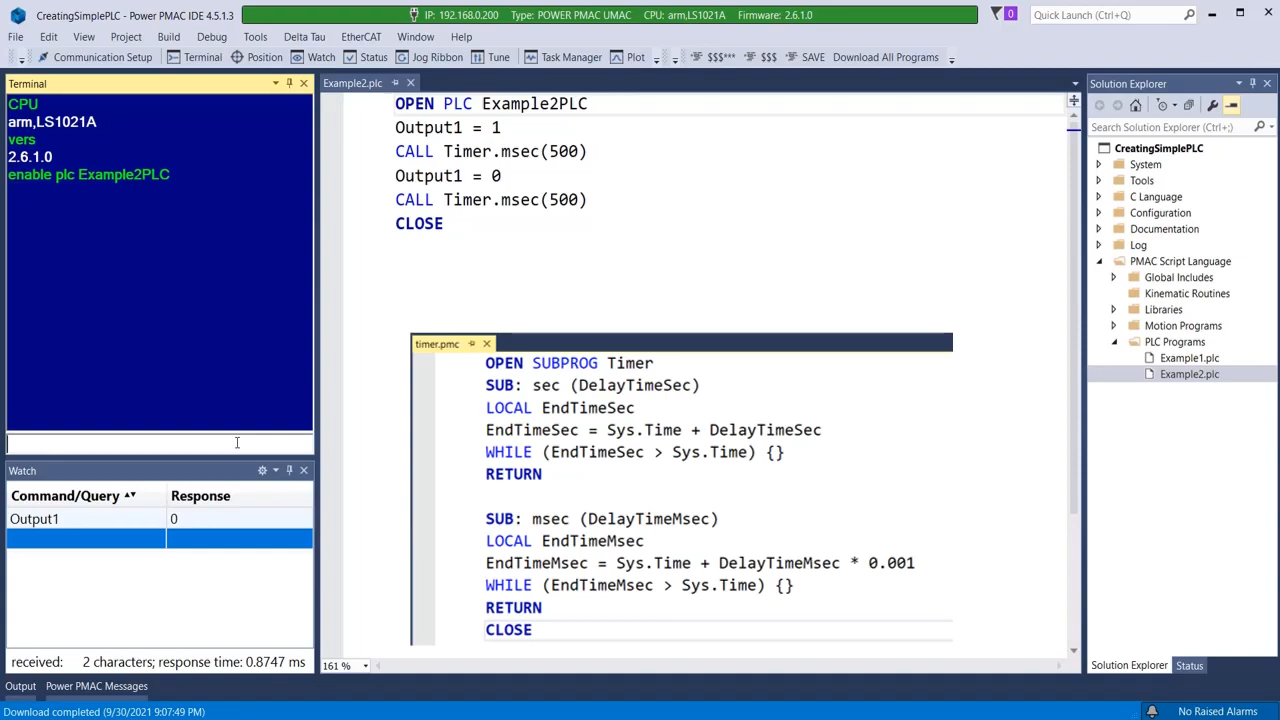 CreatingSimplePLC - Power PMAC IDE 4.5.1.3
IP: 192.168.0.200 Type: POWER PMAC UMAC CPU: arm,LS1021A Firmware: 2.6.1.0
0
Quick Launch (Ctrl+Q)
File Edit View Project Build Debug Tools Delta Tau EtherCAT Window Help
Communication Setup Terminal Position Watch Status Jog Ribbon Tune Task Manager Plot $$$*** $$$ SAVE Download All Programs
Terminal
CPU
arm,LS1021A
vers
2.6.1.0
enable plc Example2PLC
Watch
Command/Query Response
Output1 0
received: 2 characters; response time: 0.8747 ms
Output Power PMAC Messages
Download completed (9/30/2021 9:07:49 PM)
Example2.plc
OPEN PLC Example2PLC
Output1 = 1
CALL Timer.msec(500)
Output1 = 0
CALL Timer.msec(500)
CLOSE
timer.pmc
OPEN SUBPROG Timer
SUB: sec (DelayTimeSec)
LOCAL EndTimeSec
EndTimeSec = Sys.Time + DelayTimeSec
WHILE (EndTimeSec > Sys.Time) {}
RETURN
SUB: msec (DelayTimeMsec)
LOCAL EndTimeMsec
EndTimeMsec = Sys.Time + DelayTimeMsec * 0.001
WHILE (EndTimeMsec > Sys.Time) {}
RETURN
CLOSE
161 %
Solution Explorer
Search Solution Explorer (Ctrl+;)
CreatingSimplePLC
System
Tools
C Language
Configuration
Documentation
Log
PMAC Script Language
Global Includes
Kinematic Routines
Libraries
Motion Programs
PLC Programs
Example1.plc
Example2.plc
Solution Explorer Status
No Raised Alarms